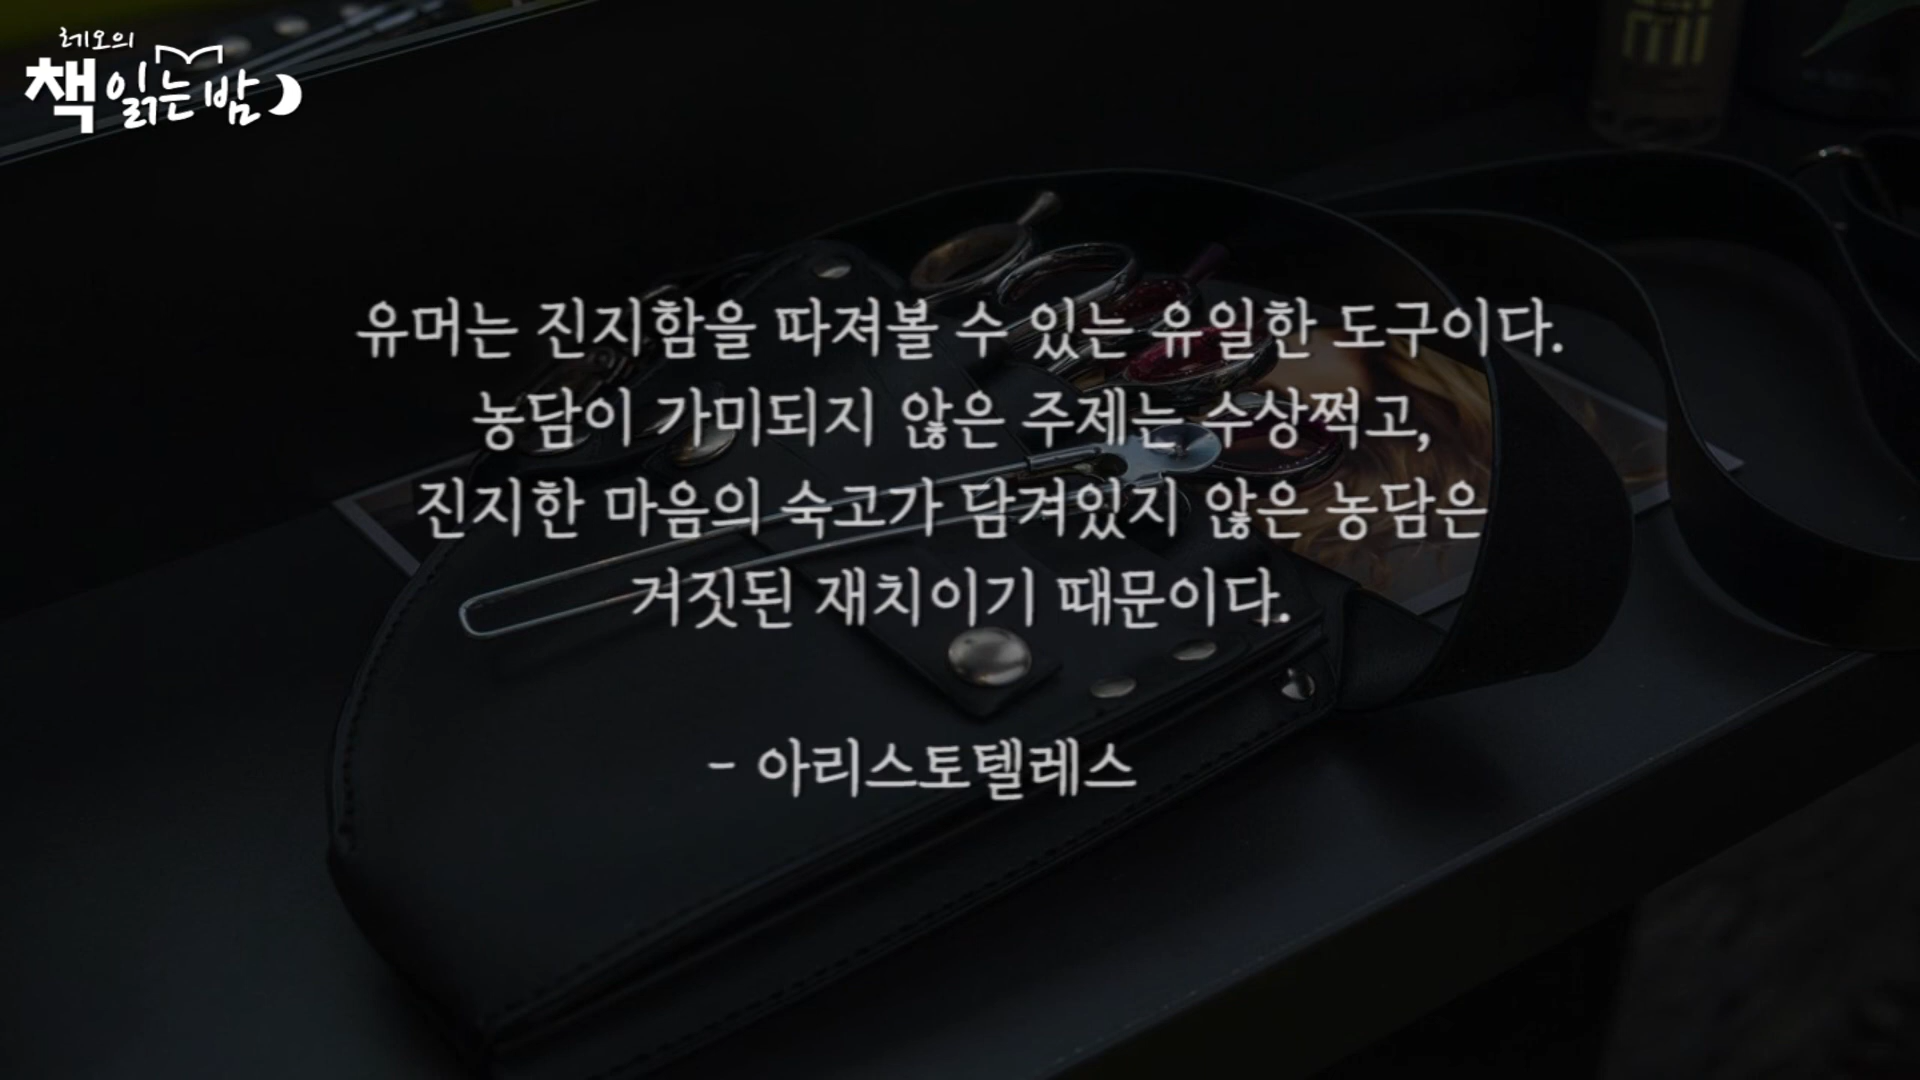 레오의
책 읽는 밤
mi
유머는 진지함을 따져볼 수 있는 유일한 도구이다.
농담이 가미되지 않은 주제는 수상쩍고,
진지한 마음의 숙고가 담겨있지 않은 농담은
거짓된 재치이기 때문이다.
- 아리스토텔레스